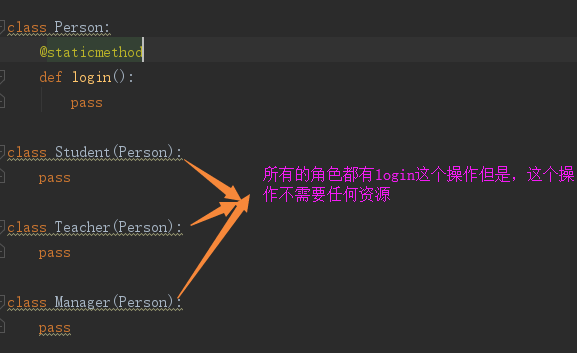 class Person:
    @staticmethod
    def login():
        pass
class Student(Person):
    pass
所有的角色都有login这个操作但是，这个操
作不需要任何资源
class Teacher(Person):
    pass
class Manager(Person):
    pass